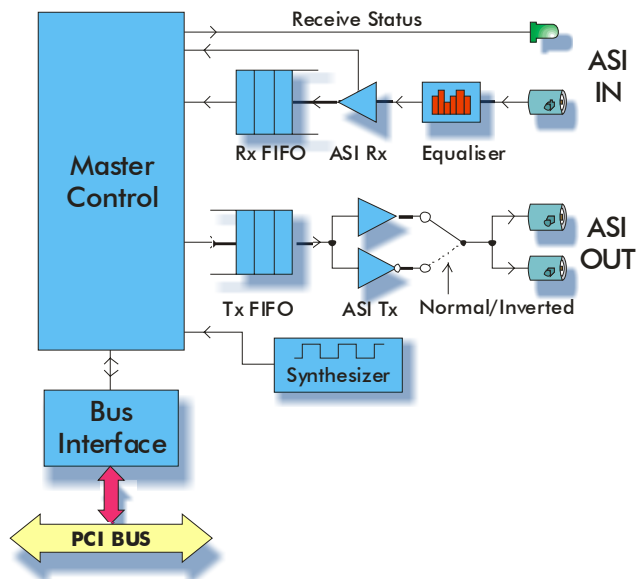 Receive Status
ASI
IN
Rx FIFO
ASI Rx
Equaliser
Master
Control
ASI
OUT
Tx FIFO
ASI Tx
Normal/Inverted
Synthesizer
Bus
Interface
PCI BUS